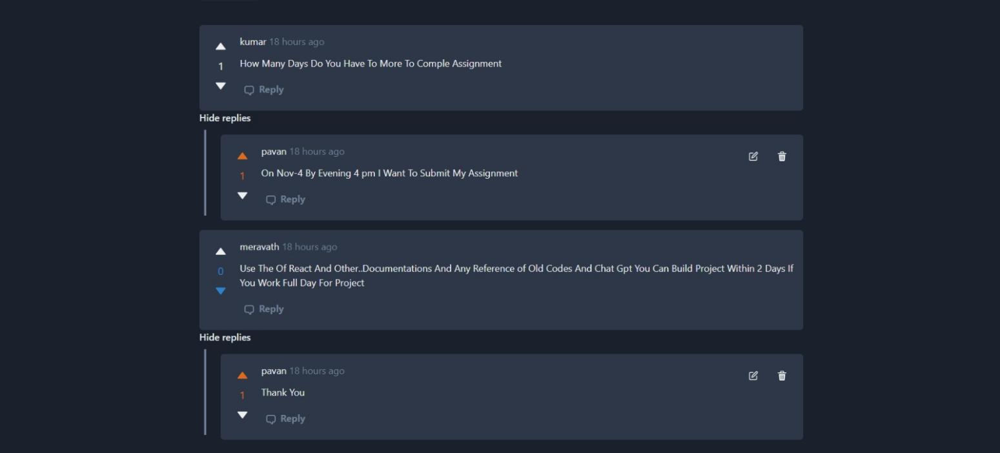 kumar 18 hours ago
1
How Many Days Do You Have To More To Comple Assignment
Reply
Hide replies
pavan 18 hours ago
1
On Nov-4 By Evening 4 pm I Want To Submit My Assignment
Reply
meravath 18 hours ago
0
Use The Of React And Other..Documentations And Any Reference of Old Codes And Chat Gpt You Can Build Project Within 2 Days If
You Work Full Day For Project
Reply
Hide replies
pavan 18 hours ago
1
Thank You
Reply